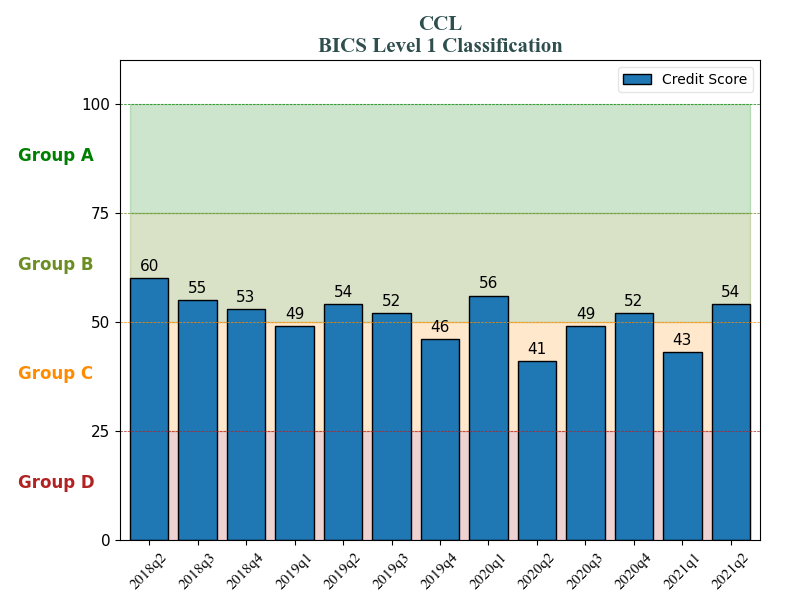 CCL
BICS Level 1 Classification
Credit Score
100
Group A
75
Group B
60
55
53
49
54
52
46
56
41
49
52
43
54
50
Group C
25
Group D
0
2018q2
2018q3
2018q4
2019q1
2019q2
2019q3
2019q4
2020q1
2020q2
2020q3
2020q4
2021q1
2021q2